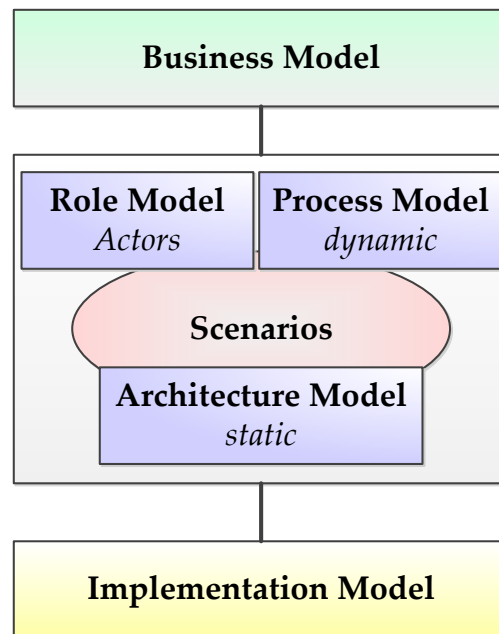 Business Model
Role Model
Actors
Process Model
dynamic
Scenarios
Architecture Model
static
Implementation Model